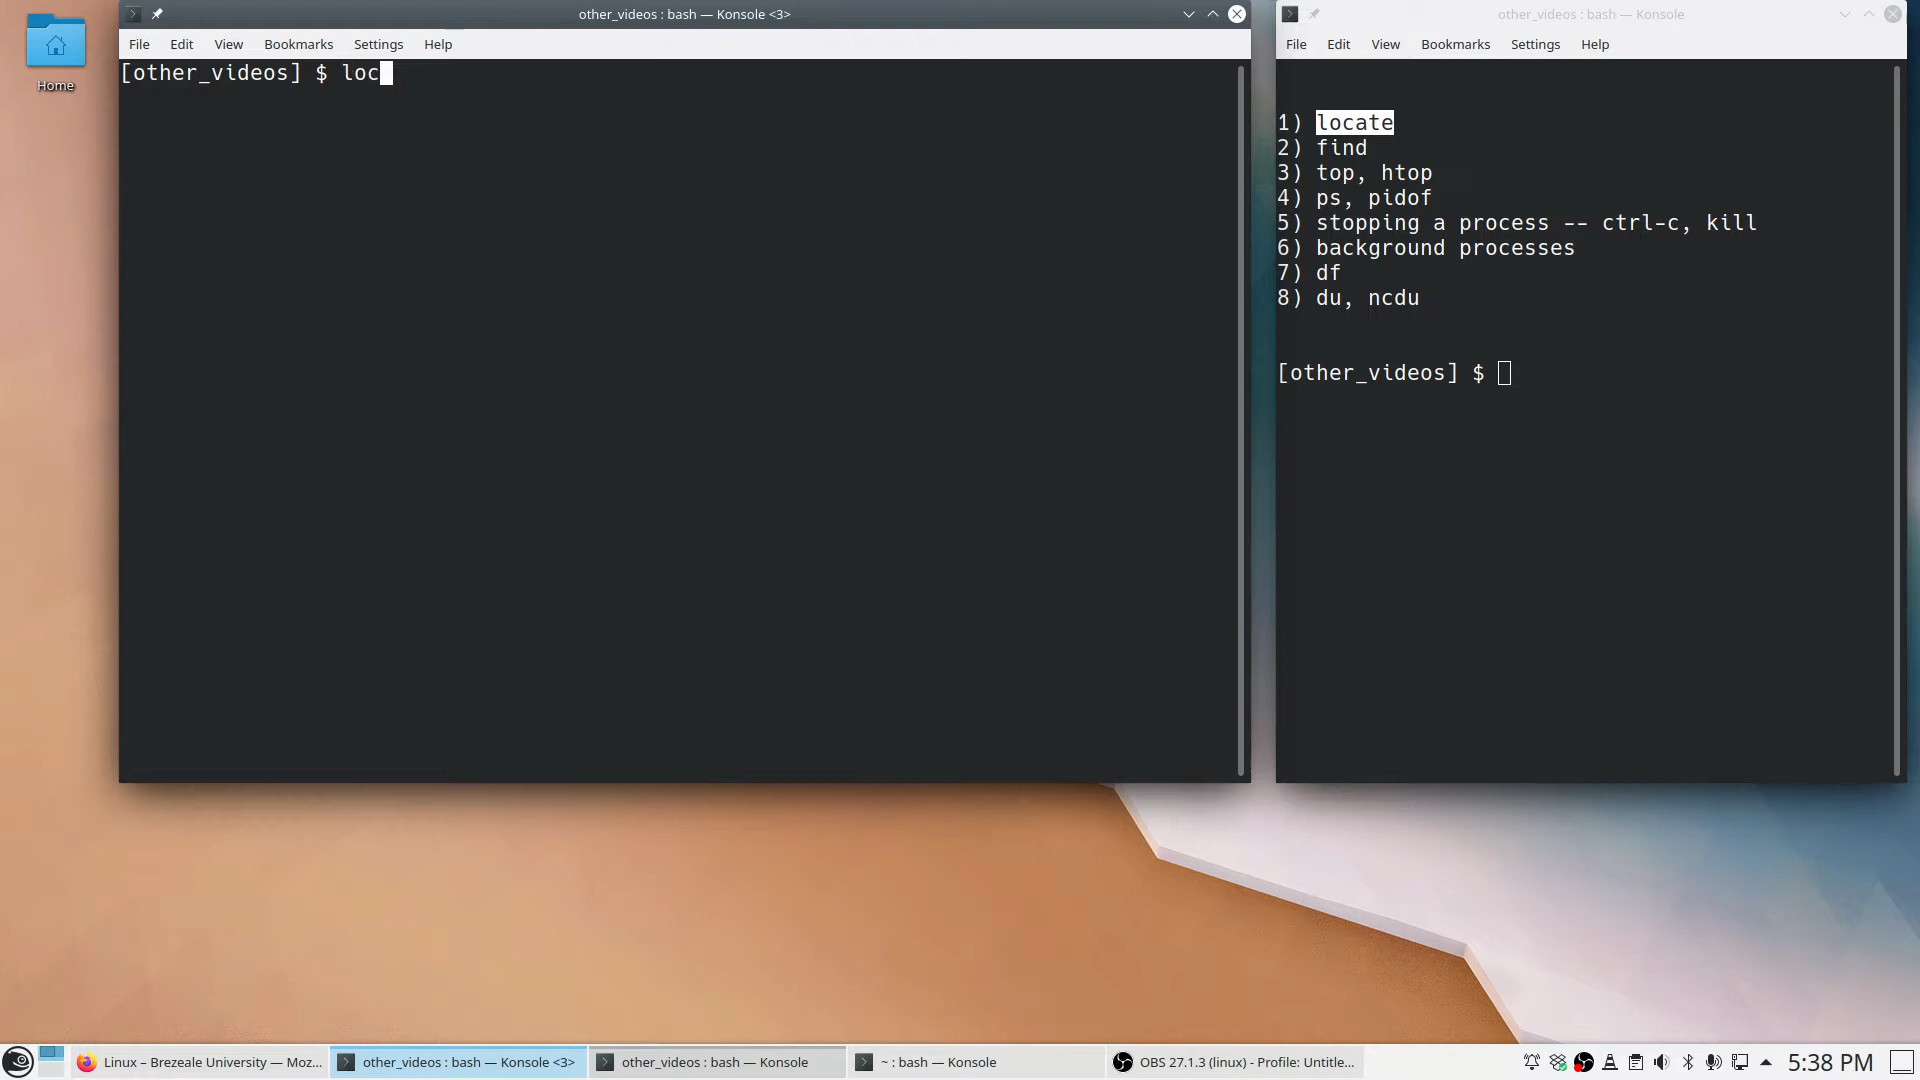 Home
other_videos : bash — Konsole <3>
File Edit View Bookmarks Settings Help
[other_videos] $ loc
other_videos : bash — Konsole
File Edit View Bookmarks Settings Help
1) locate
2) find
3) top, htop
4) ps, pidof
5) stopping a process -- ctrl-c, kill
6) background processes
7) df
8) du, ncdu
[other_videos] $
Linux – Brezeale University — Moz...
other_videos : bash — Konsole <3>
other_videos : bash — Konsole
~ : bash — Konsole
OBS 27.1.3 (linux) - Profile: Untitle...
5:38 PM